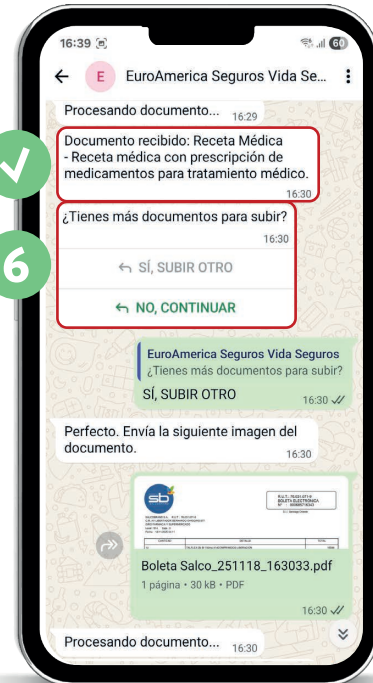 16:39
60
E EuroAmerica Seguros Vida Se...
Procesando documento... 16:29
Documento recibido: Receta Médica
- Receta médica con prescripción de
medicamentos para tratamiento médico.
16:30
6
¿Tienes más documentos para subir?
16:30
SÍ, SUBIR OTRO
NO, CONTINUAR
EuroAmerica Seguros Vida Seguros
¿Tienes más documentos para subir?
SÍ, SUBIR OTRO 16:30
Perfecto. Envía la siguiente imagen del
documento. 16:30
sb
BOLETA ELECTRÓNICA
Boleta Salco_251118_163033.pdf
1 página • 30 kB • PDF
16:30
Procesando documento... 16:30